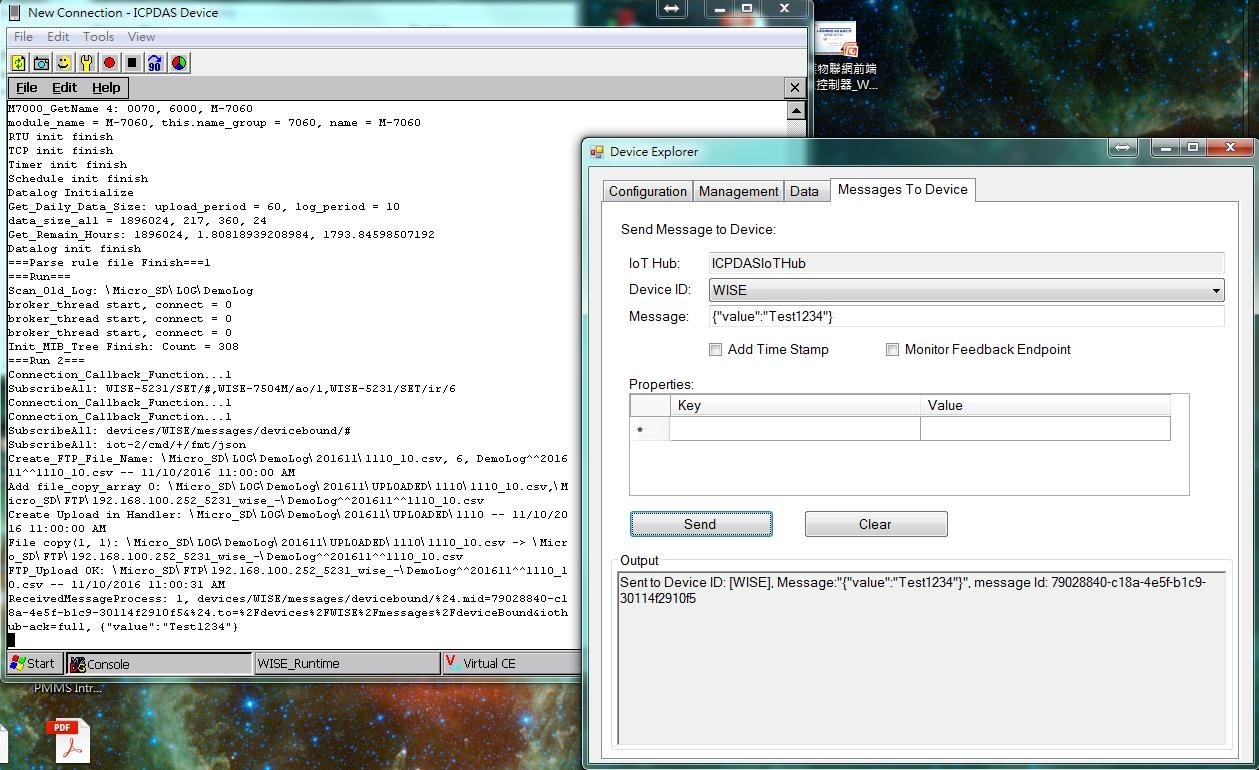 New Connection - ICPDAS Device
File Edit Tools View
90
File Edit Help
M7000_GetName 4: 0070, 6000, M-7060
module_name = M-7060, this.name_group = 7060, name = M-7060
RTU init finish
TCP init finish
Timer init finish
Schedule init finish
Datalog Initialize
Get_Daily_Data_Size: upload_period = 60, log_period = 10
data_size_all = 1896024, 217, 360, 24
Get_Remain_Hours: 1896024, 1.80818939208984, 1793.84598507192
Datalog init finish
===Parse rule file Finish===1
===Run===
Scan_Old_Log: \Micro_SD\LOG\DemoLog
broker_thread start, connect = 0
broker_thread start, connect = 0
broker_thread start, connect = 0
Init_MIB_Tree Finish: Count = 308
===Run 2===
Connection_Callback_Function...1
SubscribeAll: WISE-5231/SET/#,WISE-7504M/ao/1,WISE-5231/SET/ir/6
Connection_Callback_Function...1
SubscribeAll: devices/WISE/messages/devicebound/#
SubscribeAll: iot-2/cmd/+/fmt/json
Create_FTP_File_Name: \Micro_SD\LOG\DemoLog\201611\1110_10.csv, 6, DemoLog^^2016
11^^1110_10.csv -- 11/10/2016 11:00:00 AM
Add file_copy_array 0: \Micro_SD\LOG\DemoLog\201611\UPLOADED\1110\1110_10.csv,\M
icro_SD\FTP\192.168.100.252_5231_wise_-\DemoLog^^201611^^1110_10.csv
Create Upload in Handler: \Micro_SD\LOG\DemoLog\201611\UPLOADED\1110 -- 11/10/20
16 11:00:00 AM
File copy(1, 1): \Micro_SD\LOG\DemoLog\201611\UPLOADED\1110\1110_10.csv -> \Micr
o_SD\FTP\192.168.100.252_5231_wise_-\DemoLog^^201611^^1110_10.csv
FTP_Upload OK: \Micro_SD\FTP\192.168.100.252_5231_wise_-\DemoLog^^201611^^1110_1
0.csv -- 11/10/2016 11:00:31 AM
RecivedMessageProcess: 1, devices/WISE/messages/devicebound/%24.mid=79028840-c1
8a-4e5f-b1c9-30114f2910f5&%24.to=%2Fdevices%2FWISE%2Fmessages%2FdeviceBound&ioth
ub-ack=full, {"value":"Test1234"}
Start Console WISE_Runtime Virtual CE
物聯網前端
控制器_W...
Device Explorer
Configuration Management Data Messages To Device
Send Message to Device:
IoT Hub: ICPDASIoTHub
Device ID: WISE
Message: {"value":"Test1234"}
Add Time Stamp Monitor Feedback Endpoint
Properties:
Key Value
*
Send Clear
Output
Sent to Device ID: [WISE], Message:"{"value":"Test1234"}", message Id: 79028840-c18a-4e5f-b1c9-
30114f2910f5
PMMS Intr...
PDF